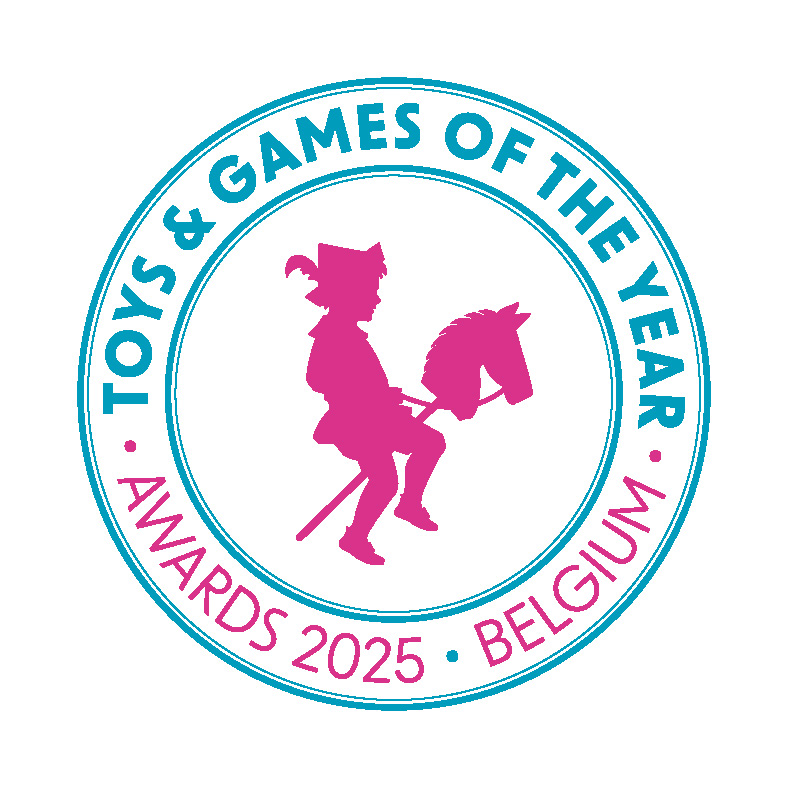 TOYS & GAMES OF THE YEAR
• AWARDS 2025 • BELGIUM •